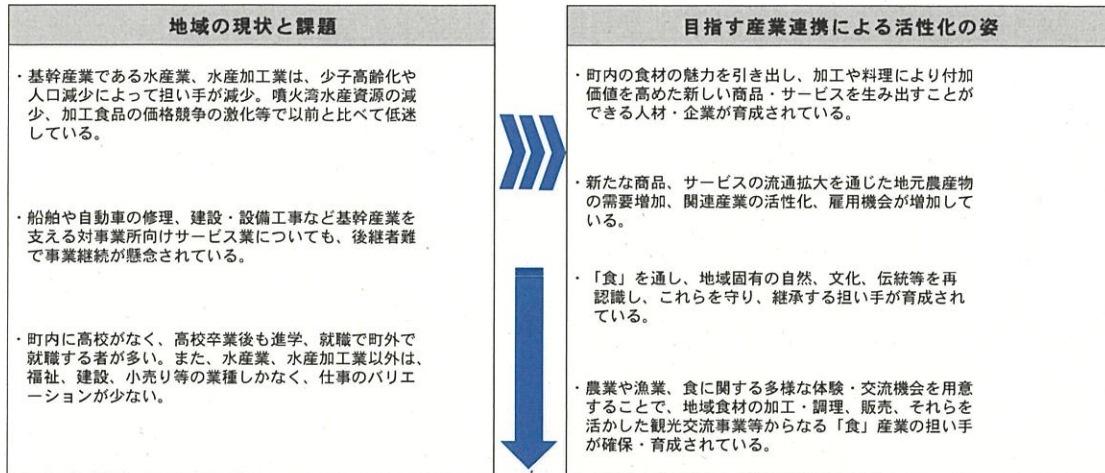 地域の現状と課題
・基幹産業である水産業、水産加工業は、少子高齢化や
人口減少によって担い手が減少。噴火湾水産資源の減
少、加工食品の価格競争の激化等で以前と比べて低迷
している。
・船舶や自動車の修理、建設・設備工事など基幹産業を
支える対事業所向けサービス業についても、後継者難
で事業継続が懸念されている。
・町内に高校がなく、高校卒業後も進学、就職で町外で
就職する者が多い。また、水産業、水産加工業以外は、
福祉、建設、小売り等の業種しかなく、仕事のバリエ
ーションが少ない。
目指す産業連携による活性化の姿
・町内の食材の魅力を引き出し、加工や料理により付加
価値を高めた新しい商品・サービスを生み出すことが
できる人材・企業が育成されている。
・新たな商品、サービスの流通拡大を通じた地元農産物
の需要増加、関連産業の活性化、雇用機会が増加して
いる。
・「食」を通し、地域固有の自然、文化、伝統等を再
認識し、これらを守り、継承する担い手が育成され
ている。
・農業や漁業、食に関する多様な体験・交流機会を用意
することで、地域食材の加工・調理、販売、それらを
活かした観光交流事業等からなる「食」産業の担い手
が確保・育成されている。